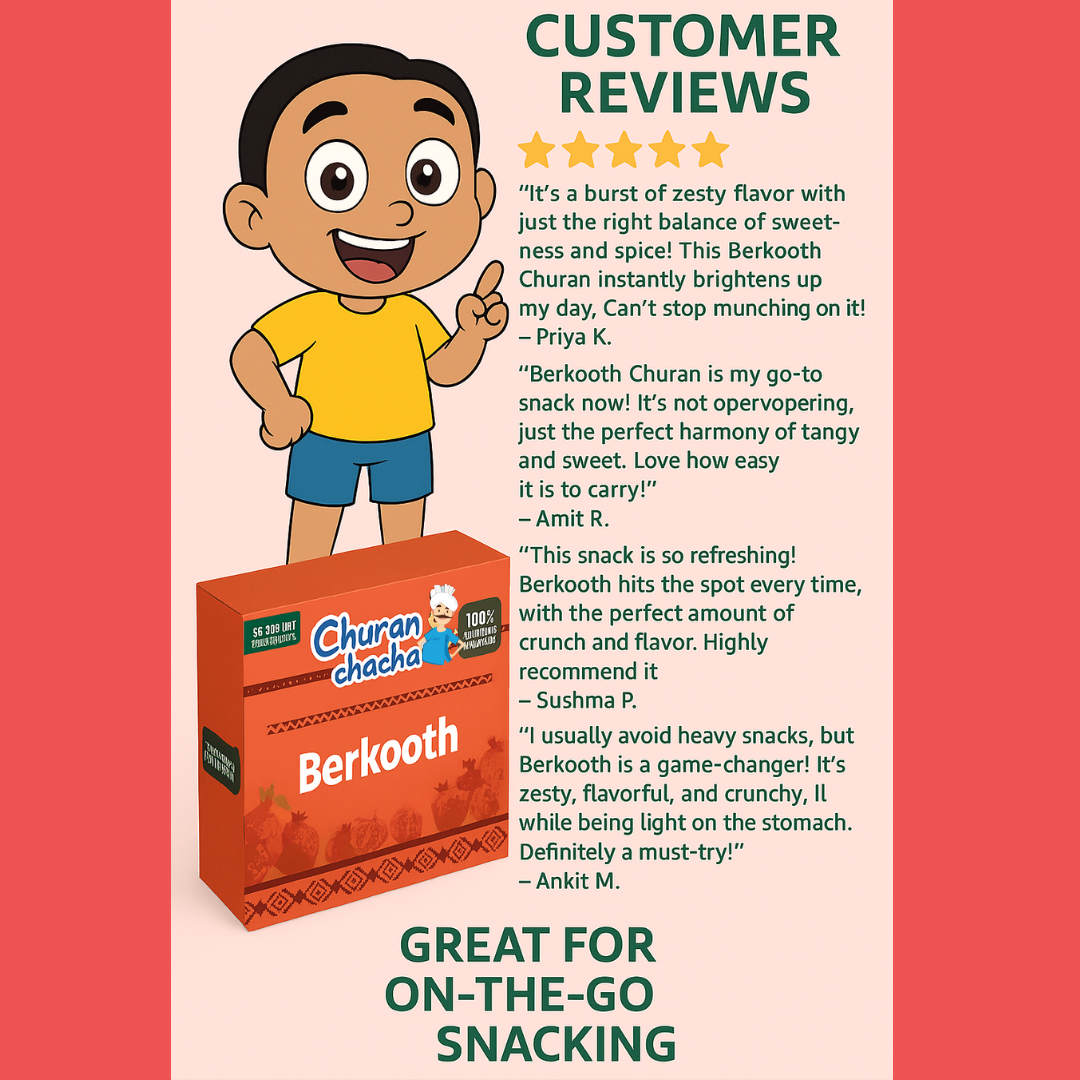 CUSTOMER
REVIEWS
“It’s a burst of zesty flavor with
just the right balance of sweet-
ness and spice! This Berkooth
Churan instantly brightens up
my day, Can’t stop munching on it!
– Priya K.
“Berkooth Churan is my go-to
snack now! It’s not opervopering,
just the perfect harmony of tangy
and sweet. Love how easy
it is to carry!”
– Amit R.
“This snack is so refreshing!
Berkooth hits the spot every time,
with the perfect amount of
crunch and flavor. Highly
recommend it
– Sushma P.
“I usually avoid heavy snacks, but
Berkooth is a game-changer! It’s
zesty, flavorful, and crunchy, Il
while being light on the stomach.
Definitely a must-try!”
– Ankit M.
Churan
chacha
100%
Berkooth
GREAT FOR
ON-THE-GO
SNACKING